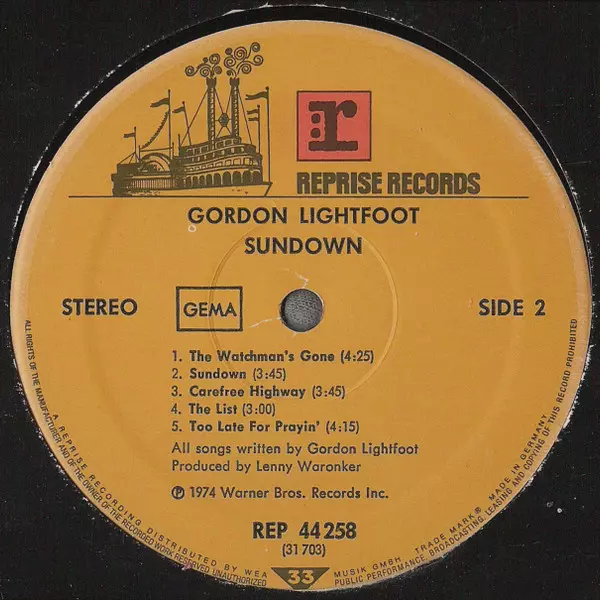 r
REPRISE RECORDS
GORDON LIGHTFOOT
SUNDOWN
STEREO GEMA SIDE 2
1. The Watchman's Gone (4:25)
2. Sundown (3:45)
3. Carefree Highway (3:45)
4. The List (3:00)
5. Too Late For Prayin' (4:15)
All songs written by Gordon Lightfoot
Produced by Lenny Waronker
Ⓟ 1974 Warner Bros. Records Inc.
REP 44 258
(31 703)
ALL RIGHTS OF THE MANUFACTURER AND OF THE OWNER OF THE RECORDED WORK RESERVED UNAUTHORIZED PUBLIC PERFORMANCE, BROADCASTING, LEASING AND COPYING OF THIS RECORD PROHIBITED
A REPRISE RECORDING DISTRIBUTED BY WEA MUSIK GMBH TRADE MARK® MADE IN GERMANY
33